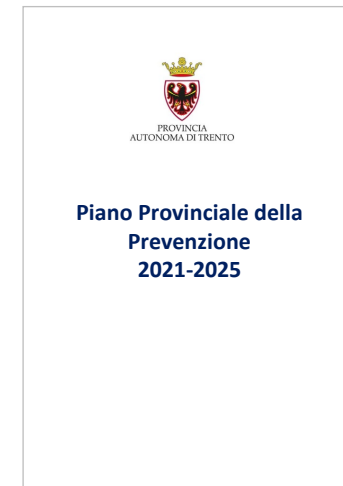 PROVINCIA
AUTONOMA DI TRENTO
Piano Provinciale della
Prevenzione
2021-2025